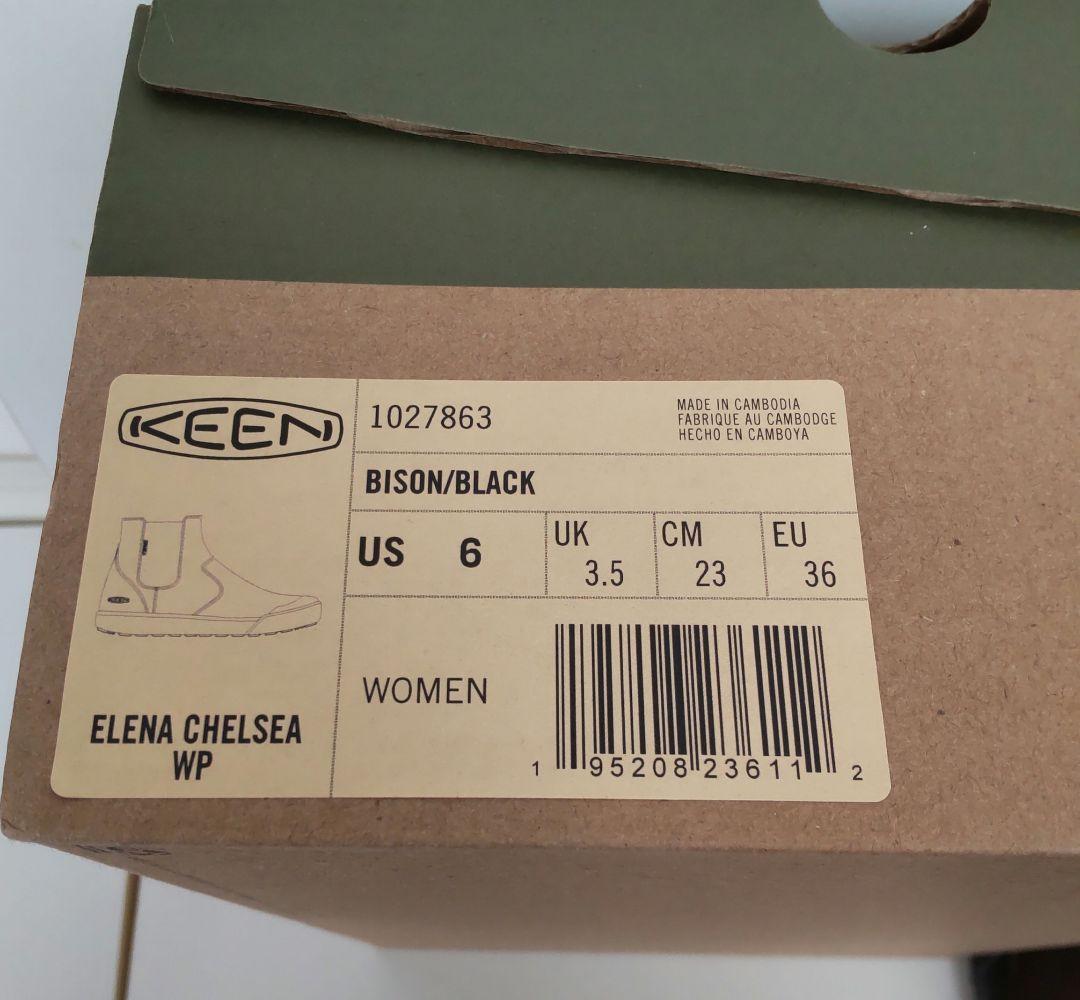 KEEN
1027863
MADE IN CAMBODIA
FABRIQUE AU CAMBODGE
HECHO EN CAMBOYA
BISON/BLACK
US 6
UK 3.5
CM 23
EU 36
KEEN
ELENA CHELSEA
WP
WOMEN
1 95208 23611 2